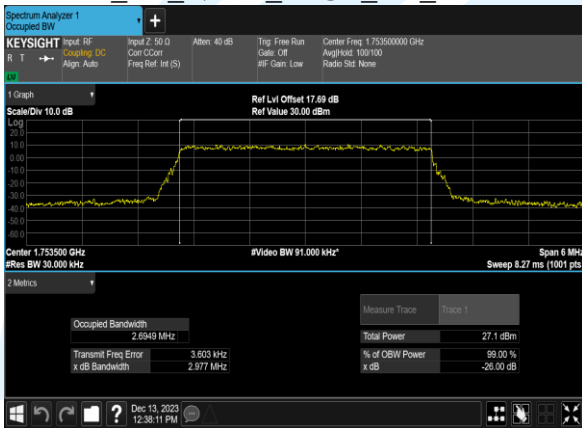 Spectrum Analyzer 1
Occupied BW
KEYSIGHT Input: RF Input Z: 50 Ω Atten: 40 dB Trig: Free Run Center Freq: 1.753500000 GHz
R T Coupling: DC Corr CCorr Gate: Off Avg|Hold: 100/100
Align: Auto Freq Ref: Int (S) #IF Gain: Low Radio Std: None
LV
1 Graph
Ref Lvl Offset 17.69 dB
Scale/Div 10.0 dB Ref Value 30.00 dBm
Log
20.0
10.0
0.00
-10.0
-20.0
-30.0
-40.0
-50.0
-60.0
Center 1.753500 GHz #Video BW 91.000 kHz* Span 6 MHz
#Res BW 30.000 kHz Sweep 8.27 ms (1001 pts)
2 Metrics
Measure Trace Trace 1
Occupied Bandwidth
2.6949 MHz Total Power 27.1 dBm
Transmit Freq Error 3.603 kHz % of OBW Power 99.00 %
x dB Bandwidth 2.977 MHz x dB -26.00 dB
Dec 13, 2023
12:38:11 PM